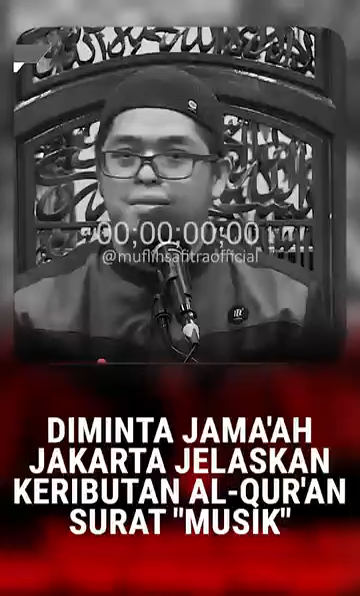 00;00;00;00
@muflihsafitraofficial
DIMINTA JAMA'AH
JAKARTA JELASKAN
KERIBUTAN AL-QUR'AN
SURAT "MUSIK"